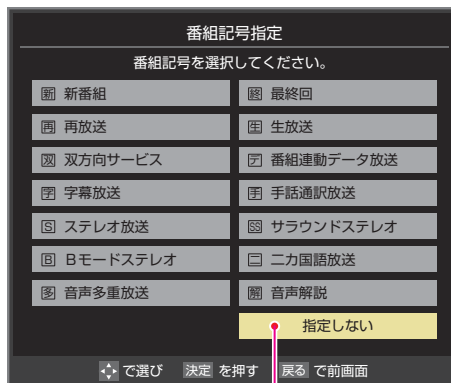 番組記号指定
番組記号を選択してください。
新 新番組
終 最終回
再 再放送
生 生放送
双 双方向サービス
デ 番組連動データ放送
字 字幕放送
手 手話通訳放送
S ステレオ放送
SS サラウンドステレオ
B Bモードステレオ
二 二カ国語放送
多 音声多重放送
解 音声解説
指定しない
で選び 決定 を押す 戻る で前画面